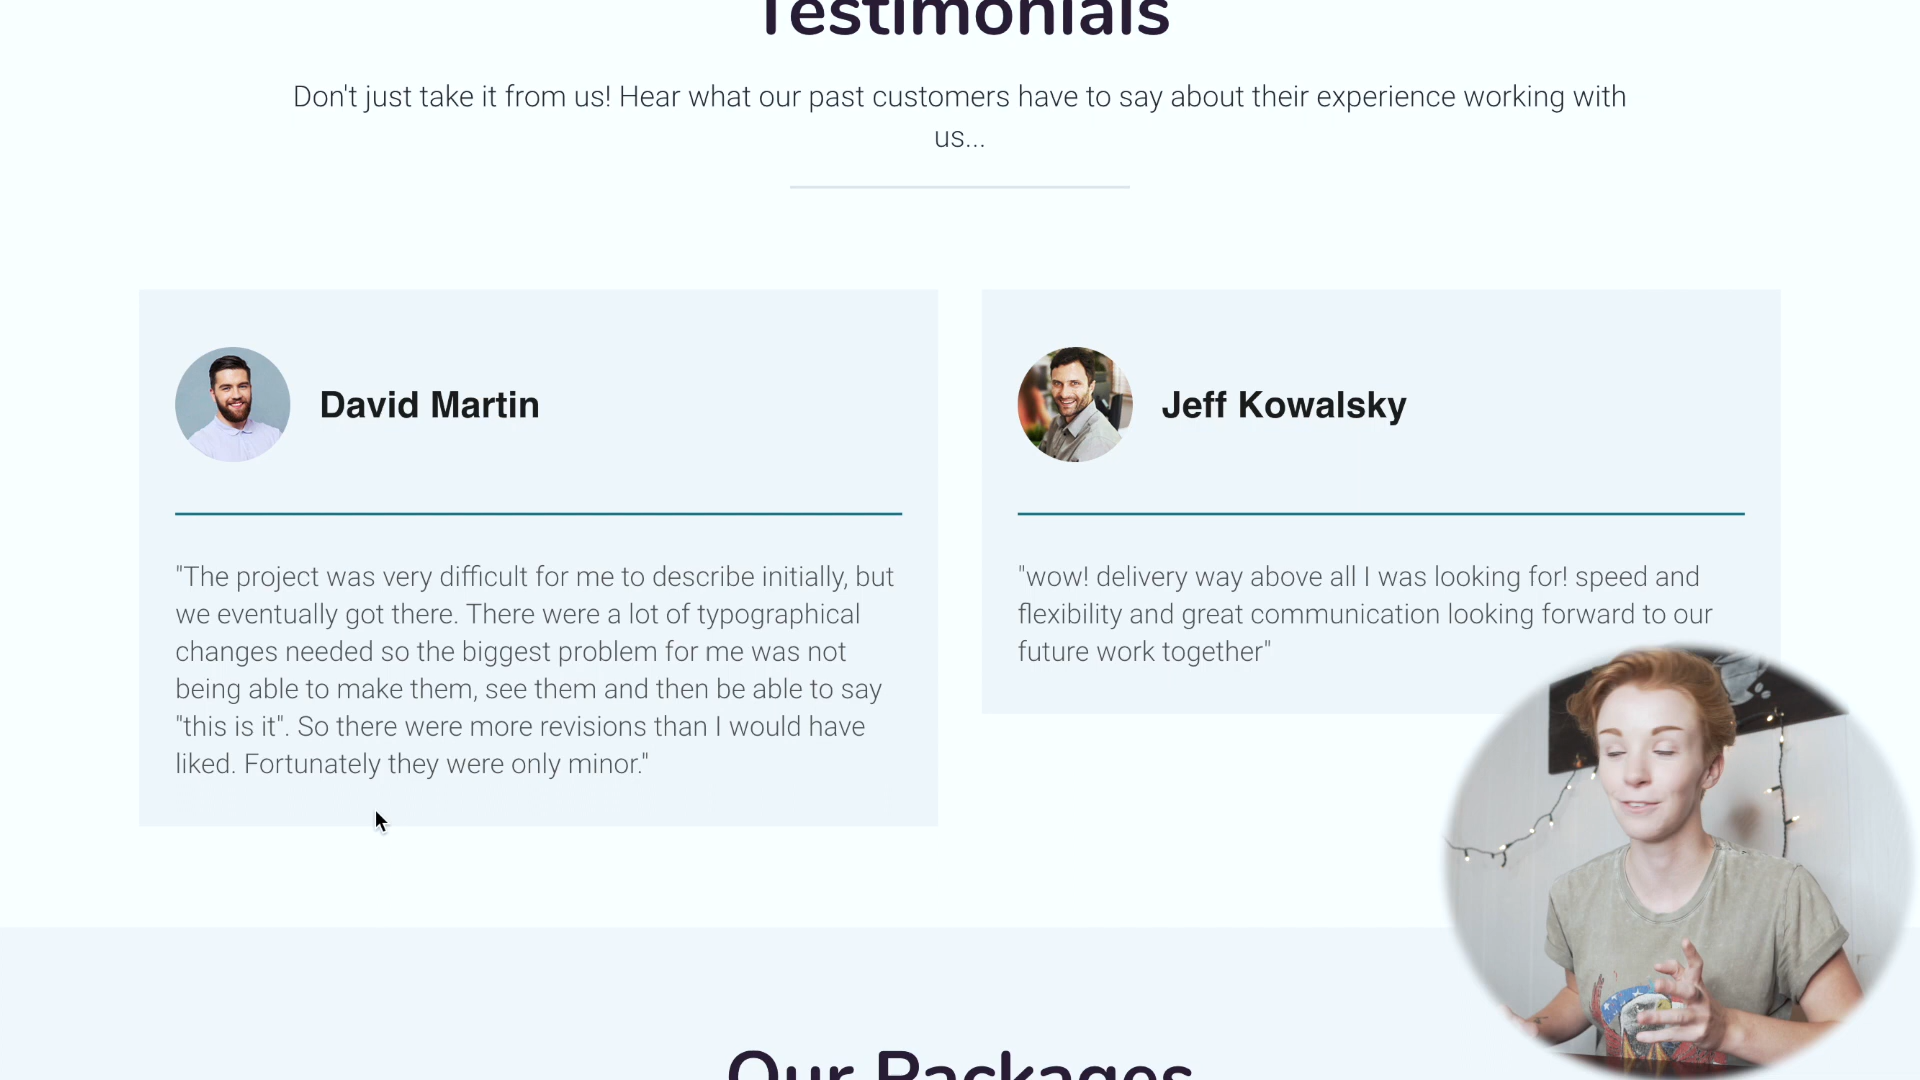 Testimonials
Don't just take it from us! Hear what our past customers have to say about their experience working with
us...
David Martin
"The project was very difficult for me to describe initially, but
we eventually got there. There were a lot of typographical
changes needed so the biggest problem for me was not
being able to make them, see them and then be able to say
"this is it". So there were more revisions than I would have
liked. Fortunately they were only minor."
Jeff Kowalsky
"wow! delivery way above all I was looking for! speed and
flexibility and great communication looking forward to our
future work together"
Our Packages